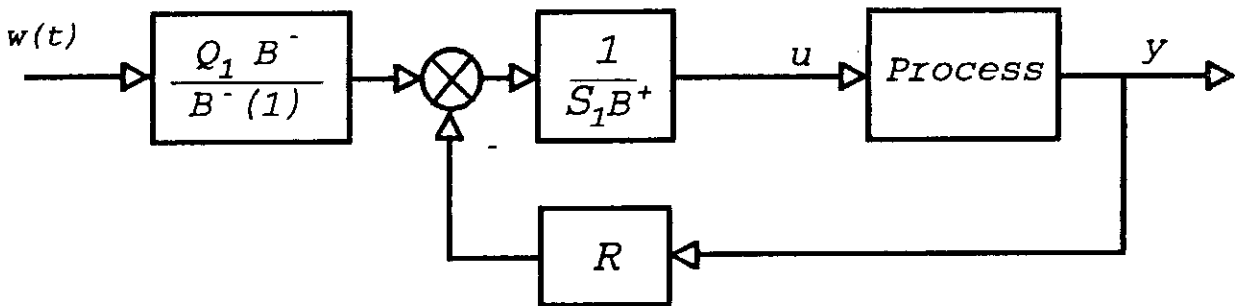 w(t)
Q₁ B⁻
B⁻(1)
-
1
S₁B⁺
u
Process
y
R